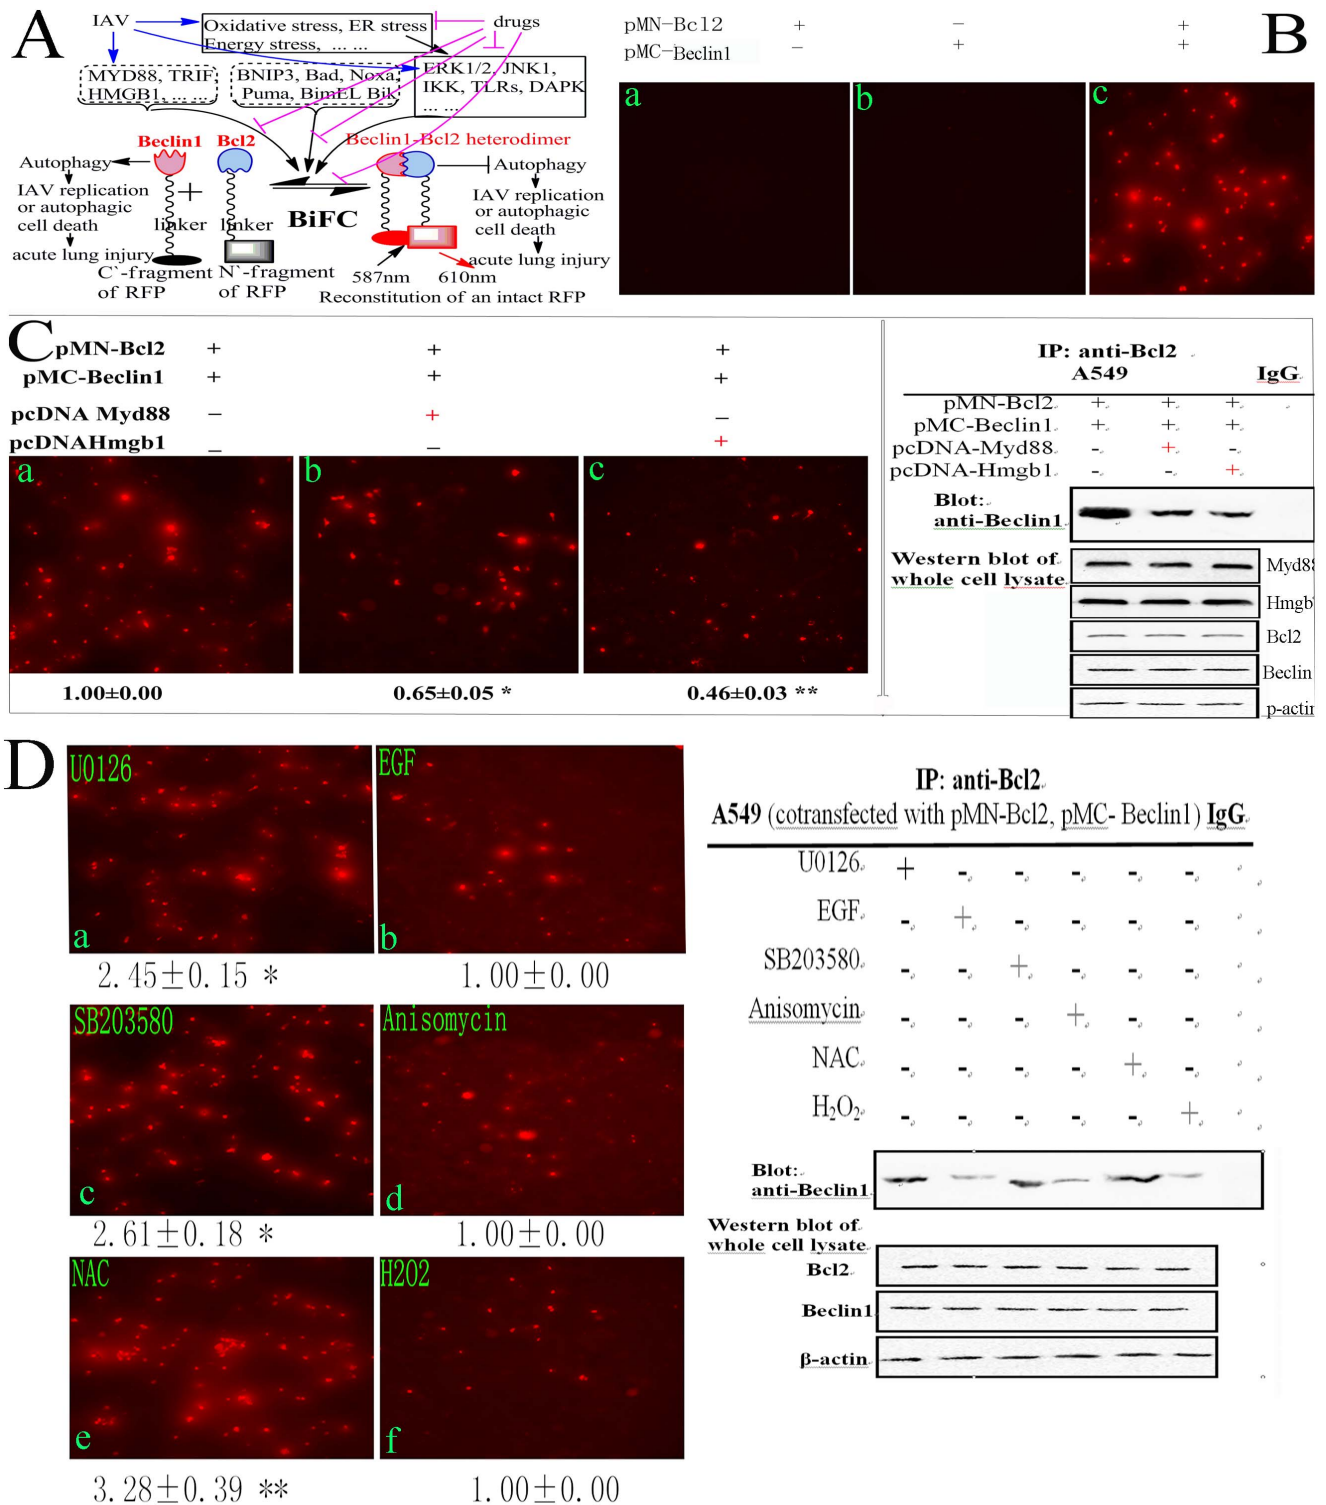 A
IAV
Oxidative stress, ER stress
Energy stress, ... ...
drugs
MYD88, TRIF,
HMGB1, ... ...
BNIP3, Bad, Noxa,
Puma, BimEL Bik
ERK1/2, JNK1,
IKK, TLRs, DAPK
... ...
Beclin1
Bcl2
Beclin1-Bcl2 heterodimer
Autophagy
IAV replication
or autophagic
cell death
acute lung injury
+
linker
linker
BiFC
C`-fragment
of RFP
N`-fragment
of RFP
587nm
610nm
Reconstitution of an intact RFP
Autophagy
IAV replication
or autophagic
cell death
acute lung injury
B
pMN-Bcl2 + − +
pMC-Beclin1 − + +
a
b
c
C
pMN-Bcl2 + + +
pMC-Beclin1 + + +
pcDNA Myd88 − + −
pcDNAHmgb1 − − +
a
b
c
1.00±0.00
0.65±0.05 *
0.46±0.03 **
IP: anti-Bcl2
A549 IgG
pMN-Bcl2 + + +
pMC-Beclin1 + + +
pcDNA-Myd88 - + -
pcDNA-Hmgb1 - - +
Blot:
anti-Beclin1
Western blot of
whole cell lysate
Myd88
Hmgb
Bcl2
Beclin
p-actin
D
U0126
a
EGF
b
2.45±0.15 *
1.00±0.00
SB203580
c
Anisomycin
d
2.61±0.18 *
1.00±0.00
NAC
e
H2O2
f
3.28±0.39 **
1.00±0.00
IP: anti-Bcl2
A549 (cotransfected with pMN-Bcl2, pMC- Beclin1) IgG
U0126 + - - - - -
EGF - + - - - -
SB203580 - - + - - -
Anisomycin - - - + - -
NAC - - - - + -
H₂O₂ - - - - - +
Blot:
anti-Beclin1
Western blot of
whole cell lysate
Bcl2
Beclin1
β-actin